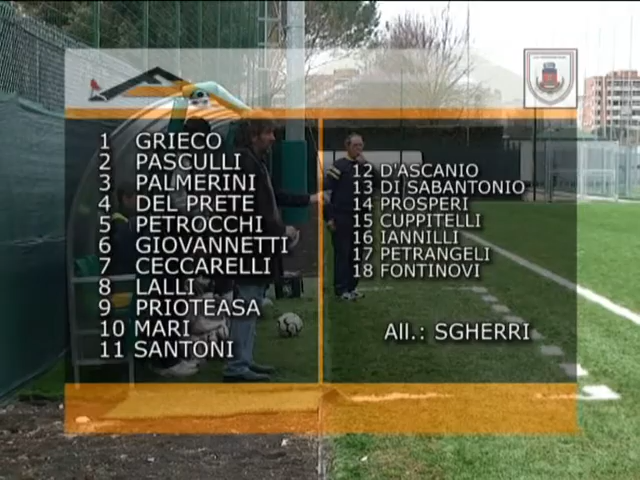 1 GRIECO
2 PASCULLI
3 PALMERINI
4 DEL PRETE
5 PETROCCHI
6 GIOVANNETTI
7 CECCARELLI
8 LALLI
9 PRIOTEASA
10 MARI
11 SANTONI
12 D'ASCANIO
13 DI SABANTONIO
14 PROSPERI
15 CUPPITELLI
16 IANNILLI
17 PETRANGELI
18 FONTINOVI
All.: SGHERRI